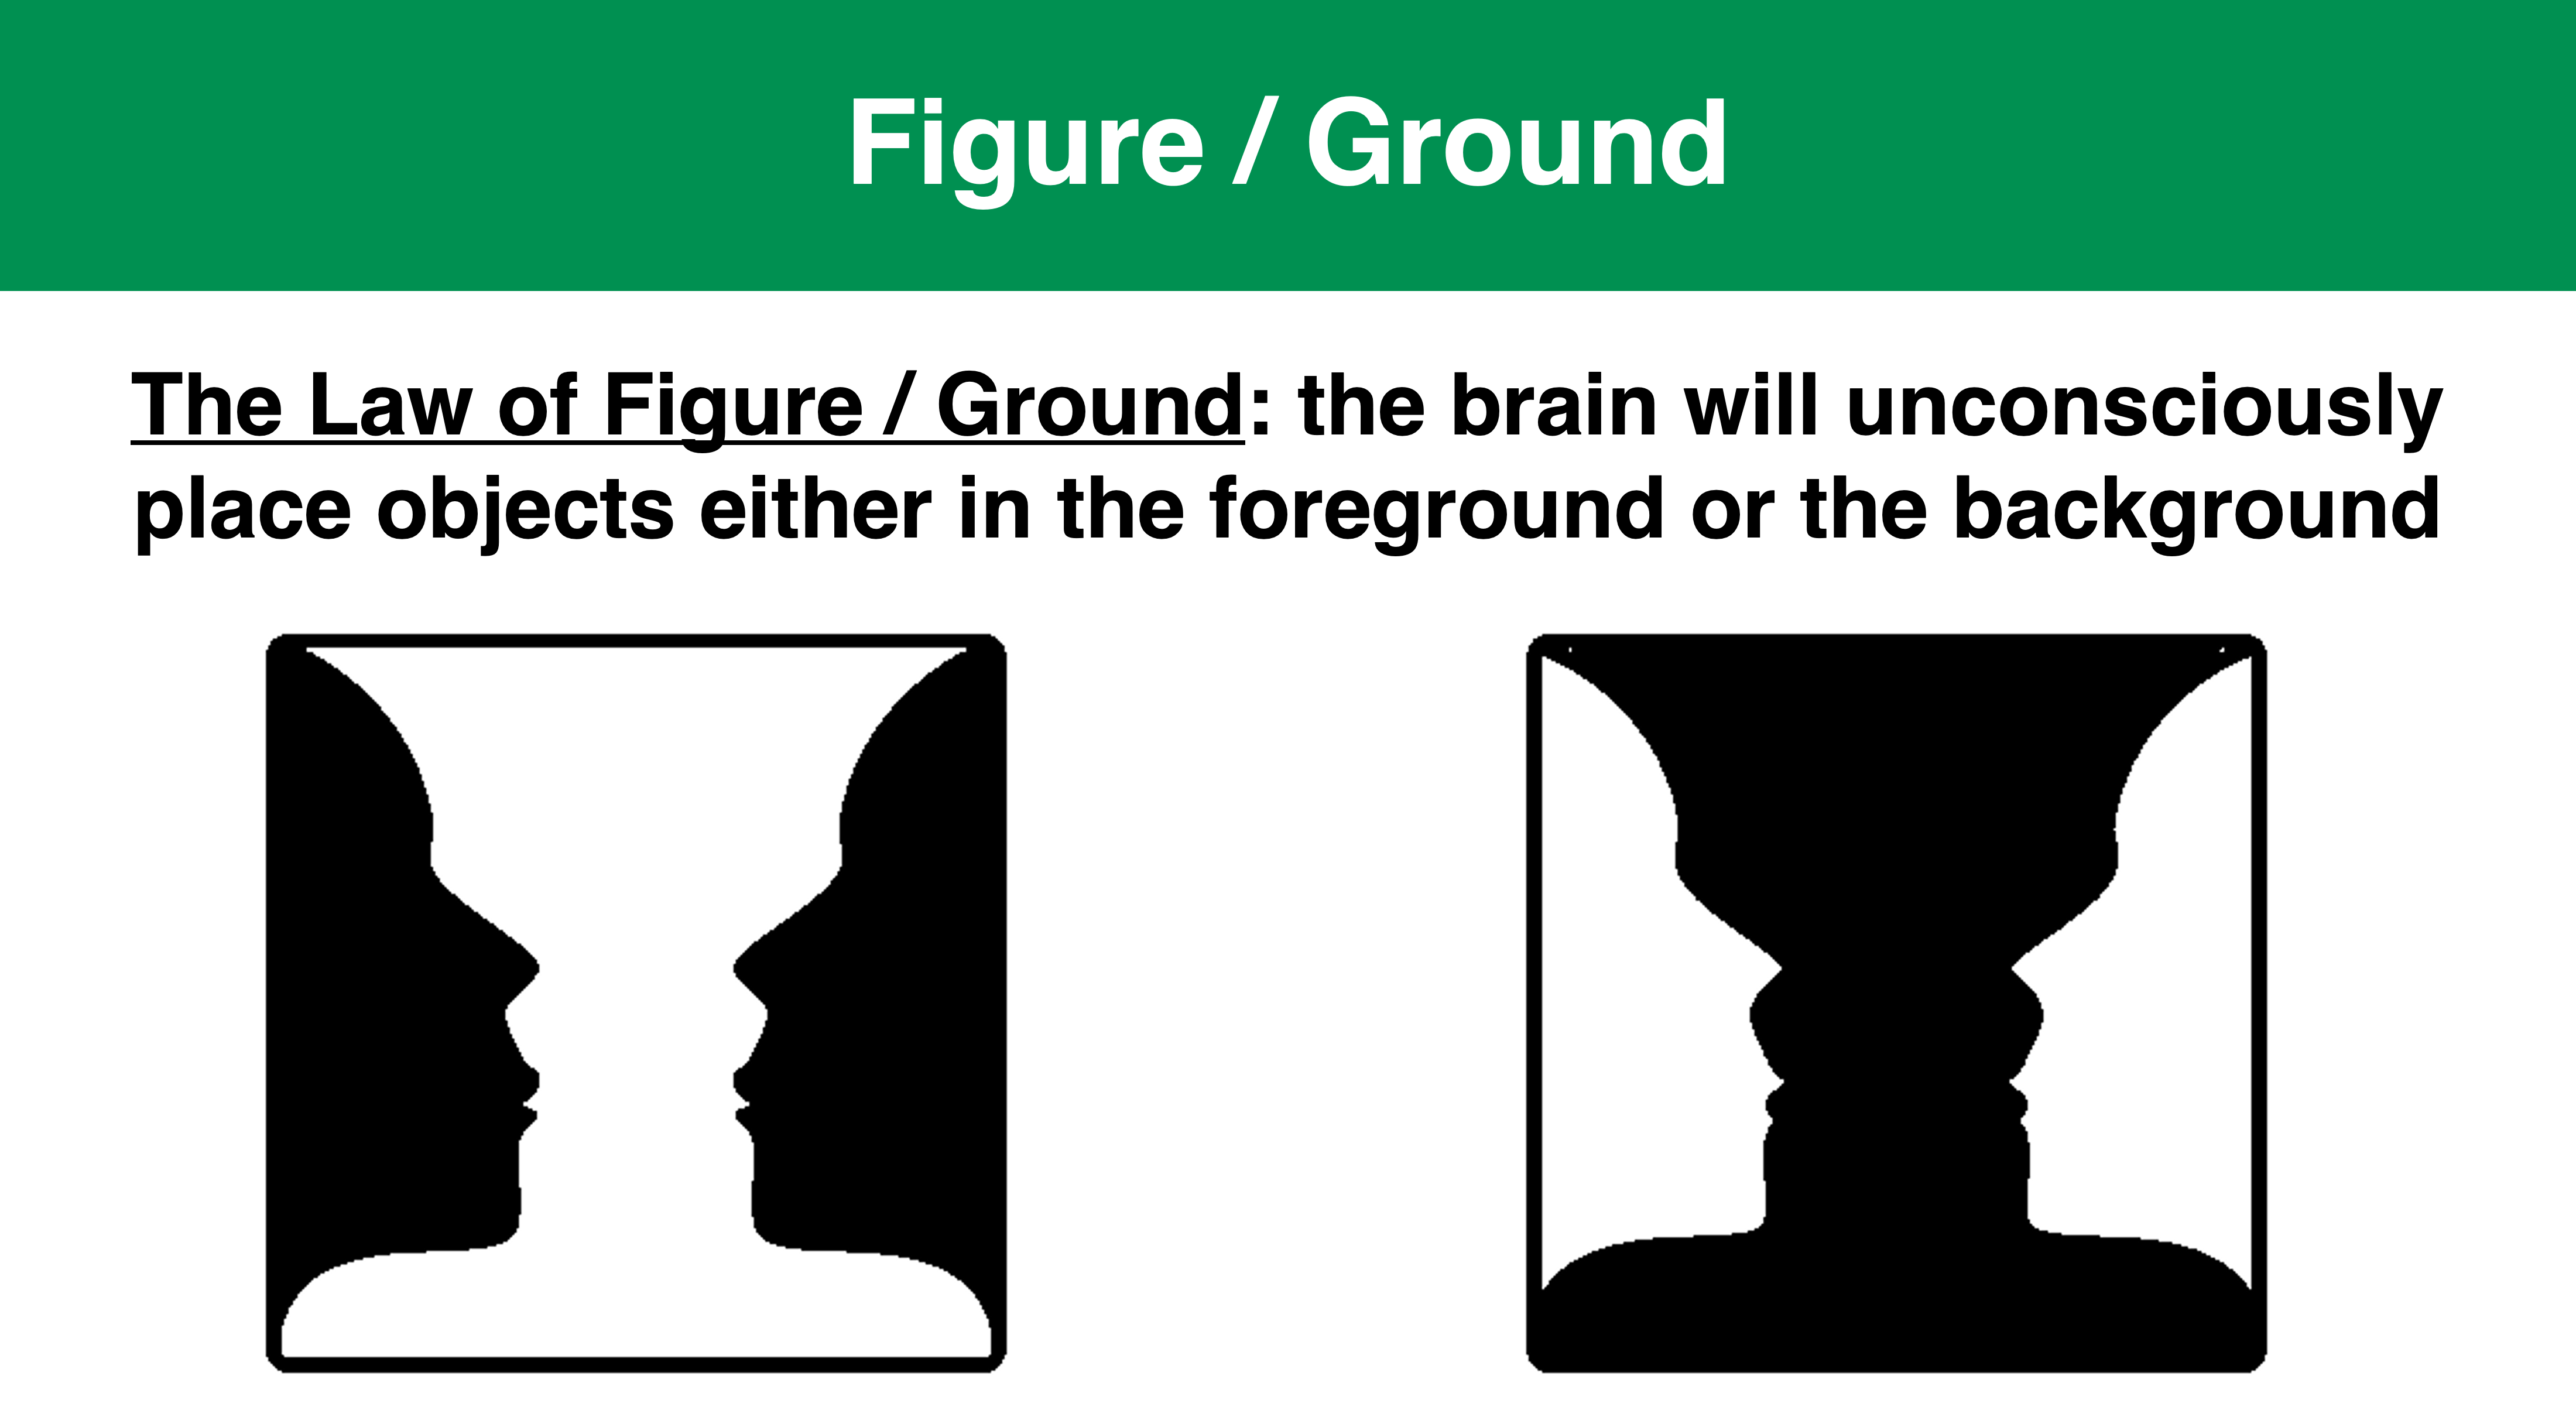 Figure / Ground
The Law of Figure / Ground: the brain will unconsciously
place objects either in the foreground or the background